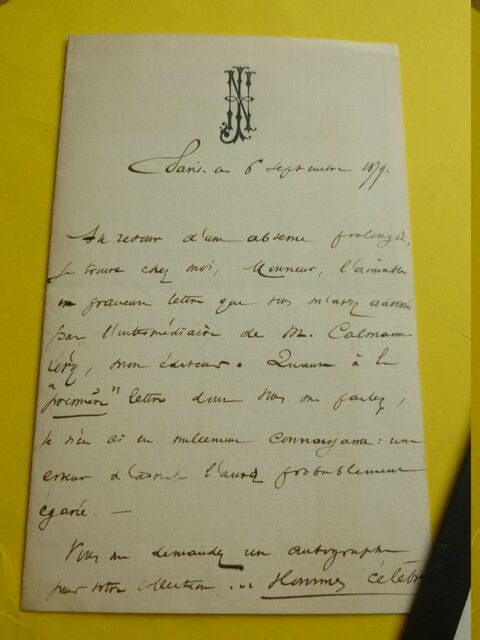 Paris. ce 6 septembre 1879.
Au retour d'une absence prolongée,
je trouve chez moi, Monsieur, l'aimable
et gracieuse lettre que vous m'avez adressée
par l'intermédiaire de M. Calmann
Lévy, mon éditeur. Quant à la
"première" lettre dont vous me parlez,
je n'en ai eu nullement connaissance: une
erreur d'adresse l'aura probablement
égarée. —
Vous me demandez un autographe
pour votre collection... Hommes célèbr